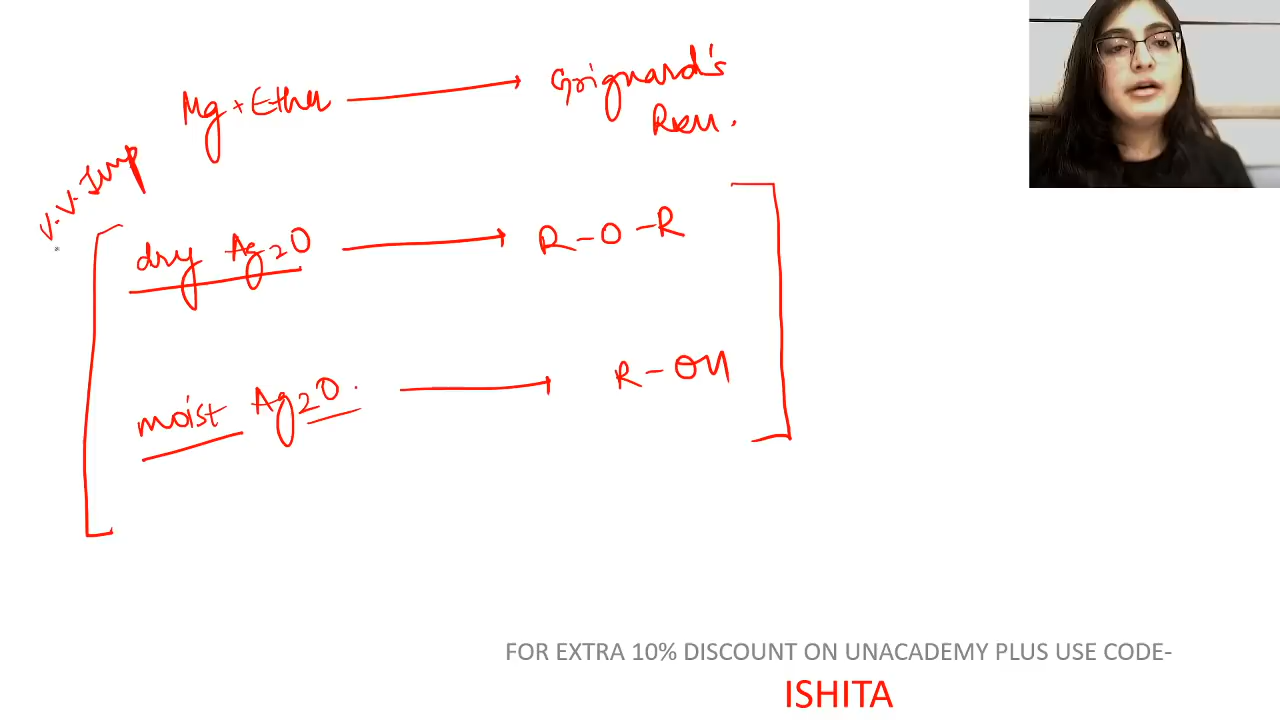 Mg + Ether → Grignard's
Rxn.
V.V. Imp
dry Ag2O → R-O-R
moist Ag2O. → R-OH
FOR EXTRA 10% DISCOUNT ON UNACADEMY PLUS USE CODE-
ISHITA